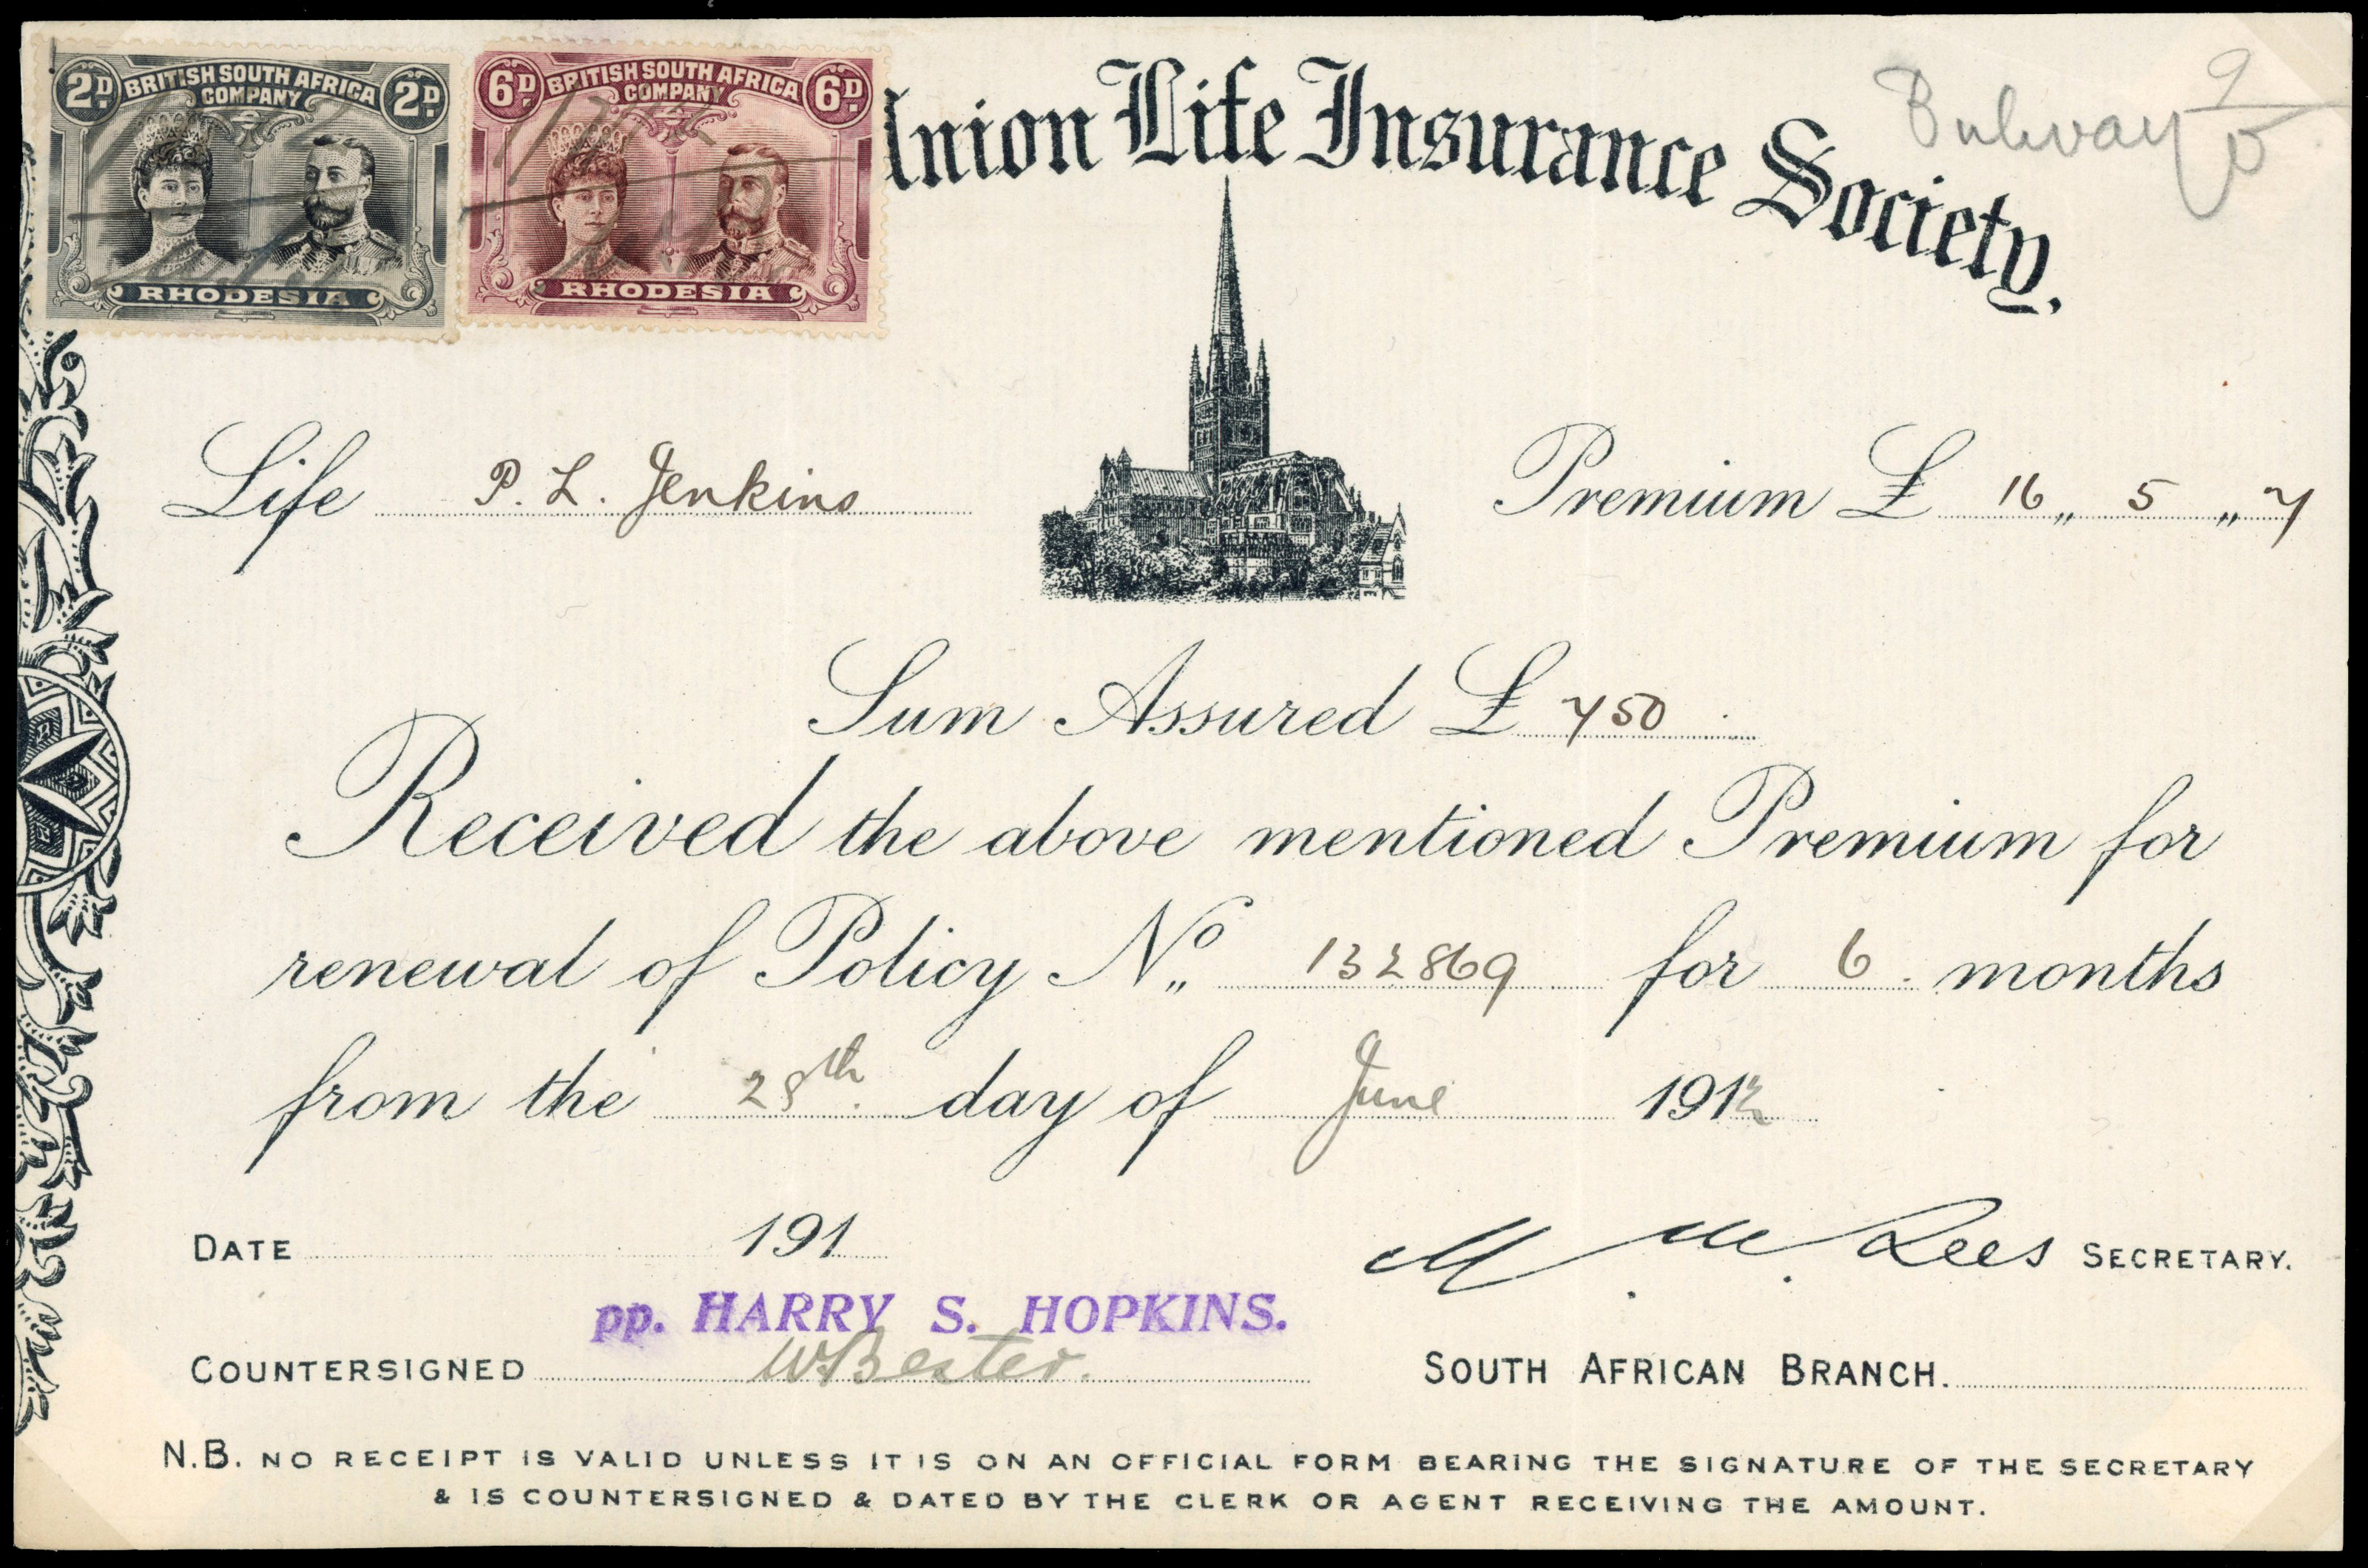 2D. BRITISH SOUTH AFRICA COMPANY 2D.
RHODESIA
6D. BRITISH SOUTH AFRICA COMPANY 6D.
RHODESIA
Union Life Insurance Society.
Life P. L. Jenkins
Premium £ 16 " 5 " 7
Sum Assured £ 750
Received the above mentioned Premium for
renewal of Policy No. 132869 for 6 months
from the 28th day of June 1912
DATE 191
M. M. Lees SECRETARY.
pp. HARRY S. HOPKINS.
COUNTERSIGNED W Bester.
SOUTH AFRICAN BRANCH.
N.B. NO RECEIPT IS VALID UNLESS IT IS ON AN OFFICIAL FORM BEARING THE SIGNATURE OF THE SECRETARY
& IS COUNTERSIGNED & DATED BY THE CLERK OR AGENT RECEIVING THE AMOUNT.